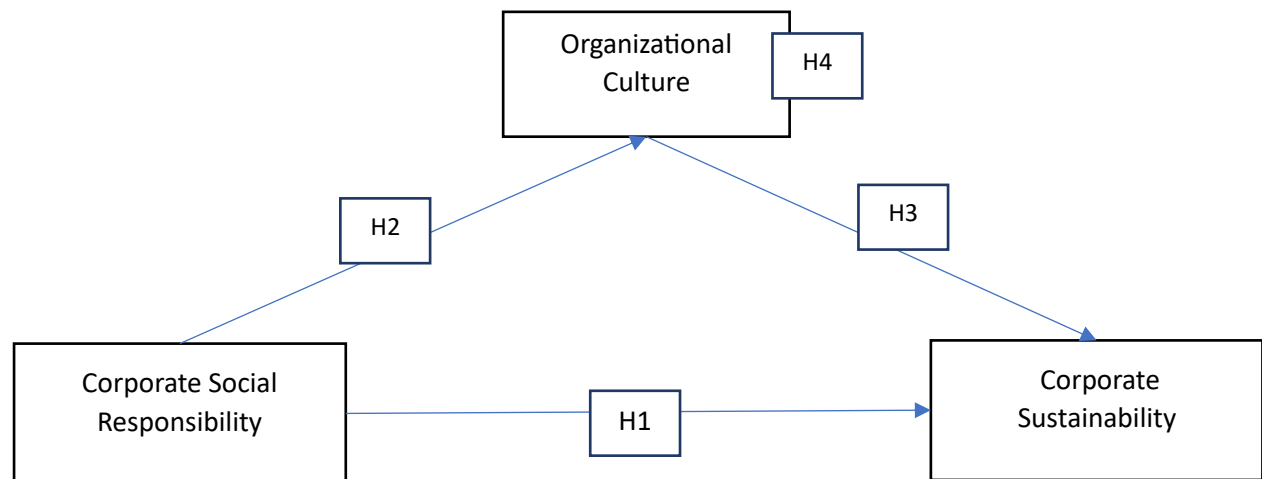 Organizational
Culture
H4
H2
H3
Corporate Social
Responsibility
H1
Corporate
Sustainability